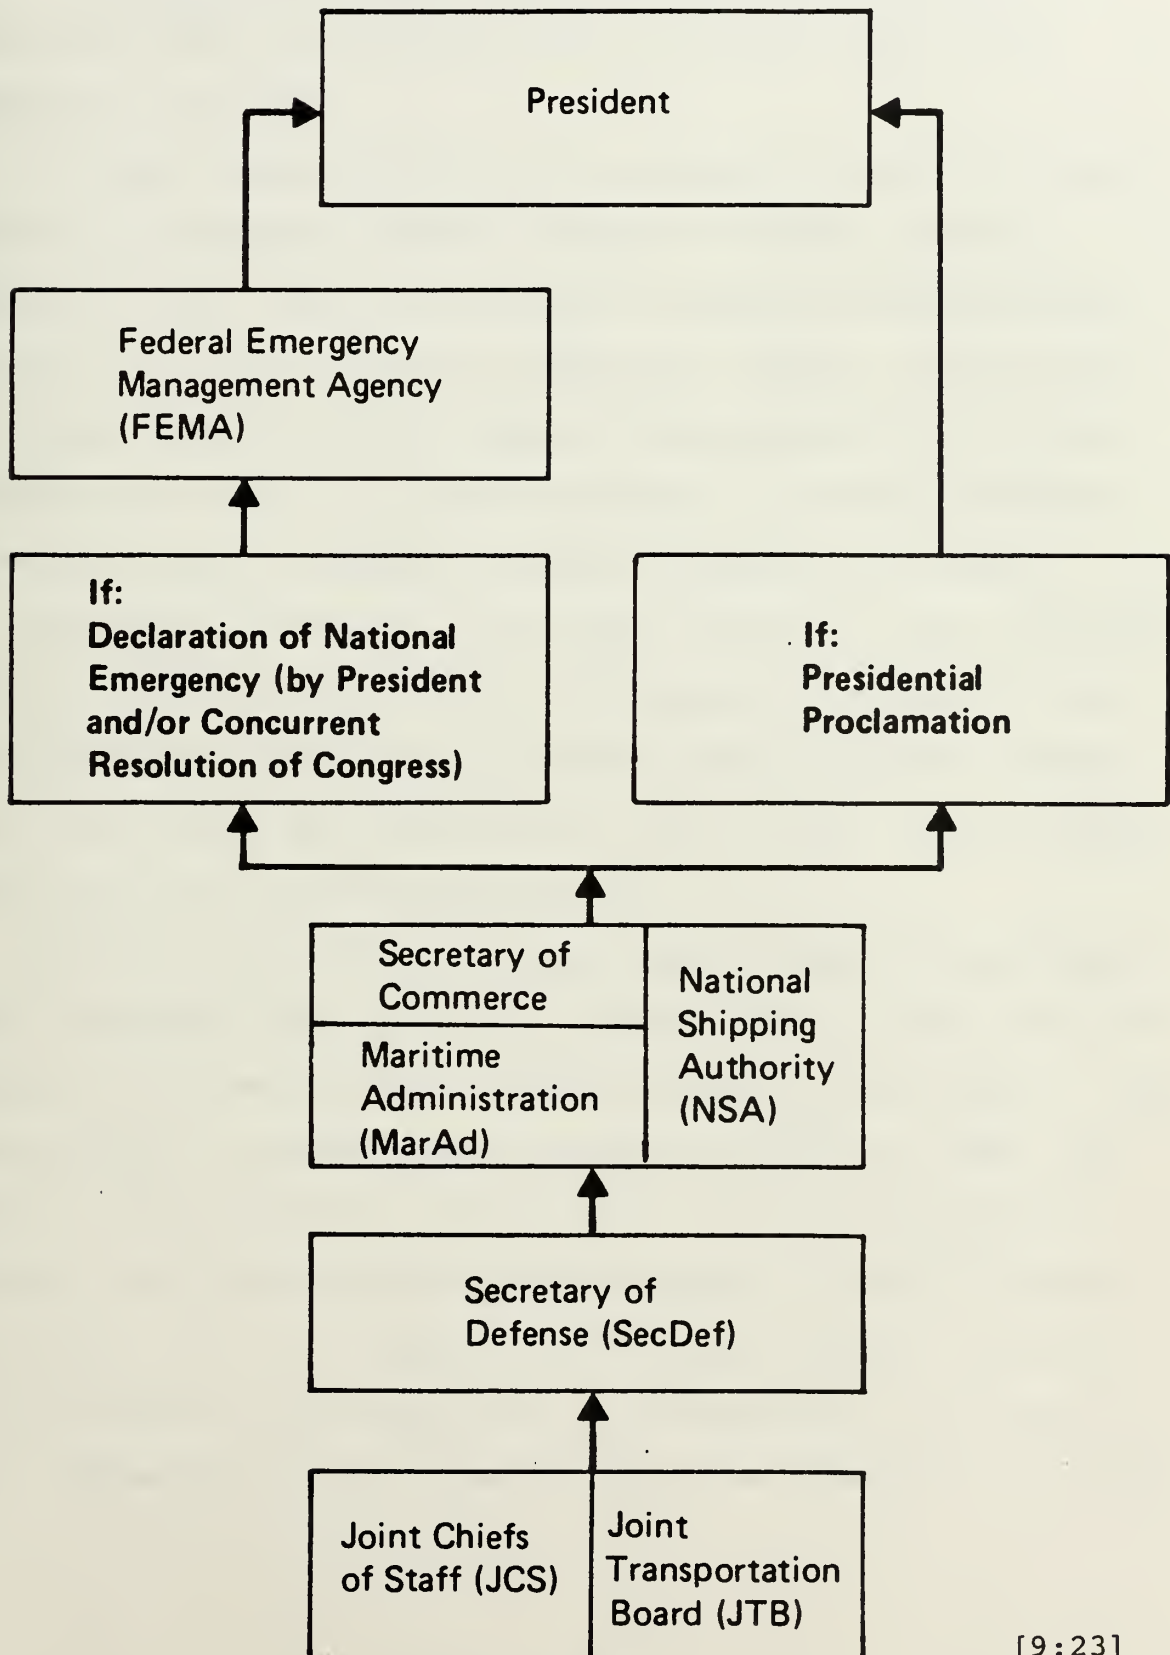 President
Federal Emergency
Management Agency
(FEMA)
If:
Declaration of National
Emergency (by President
and/or Concurrent
Resolution of Congress)
If:
Presidential
Proclamation
Secretary of
Commerce
Maritime
Administration
(MarAd)
National
Shipping
Authority
(NSA)
Secretary of
Defense (SecDef)
Joint Chiefs
of Staff (JCS)
Joint
Transportation
Board (JTB)
[9:23]